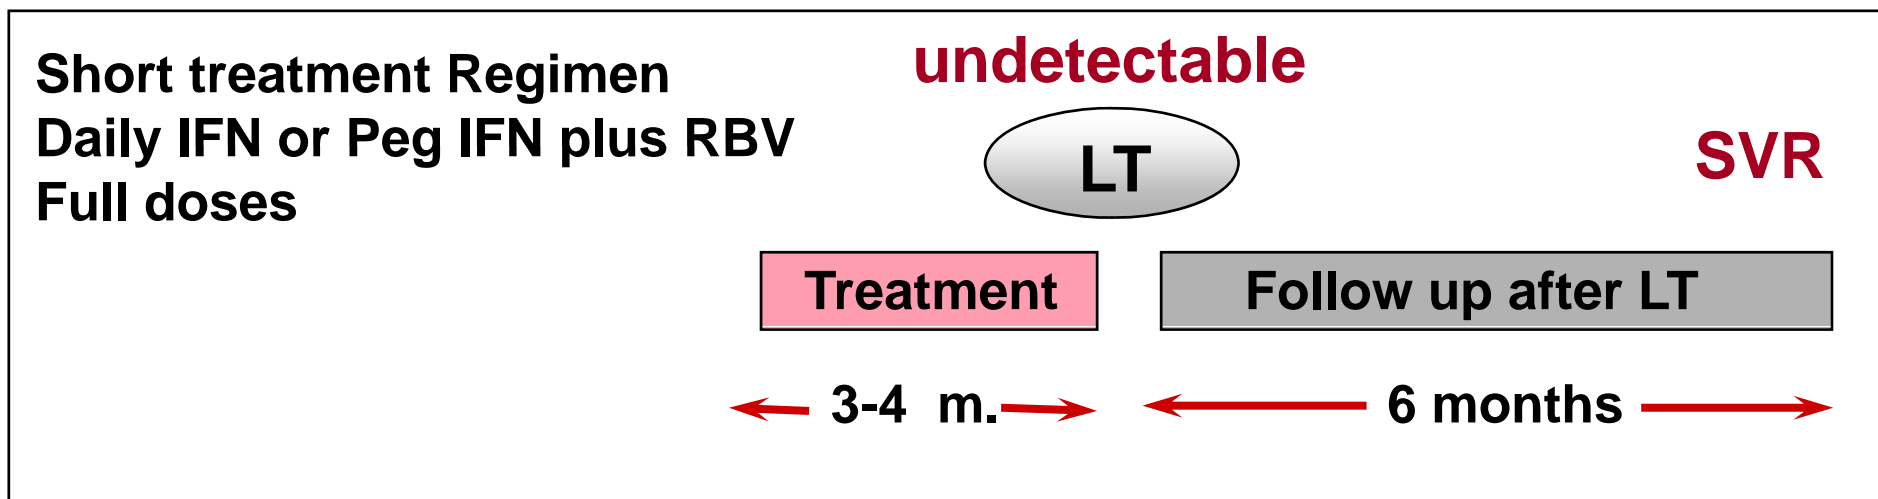 Short treatment Regimen
Daily IFN or Peg IFN plus RBV
Full doses
undetectable
LT
SVR
Treatment
Follow up after LT
3-4 m.
6 months